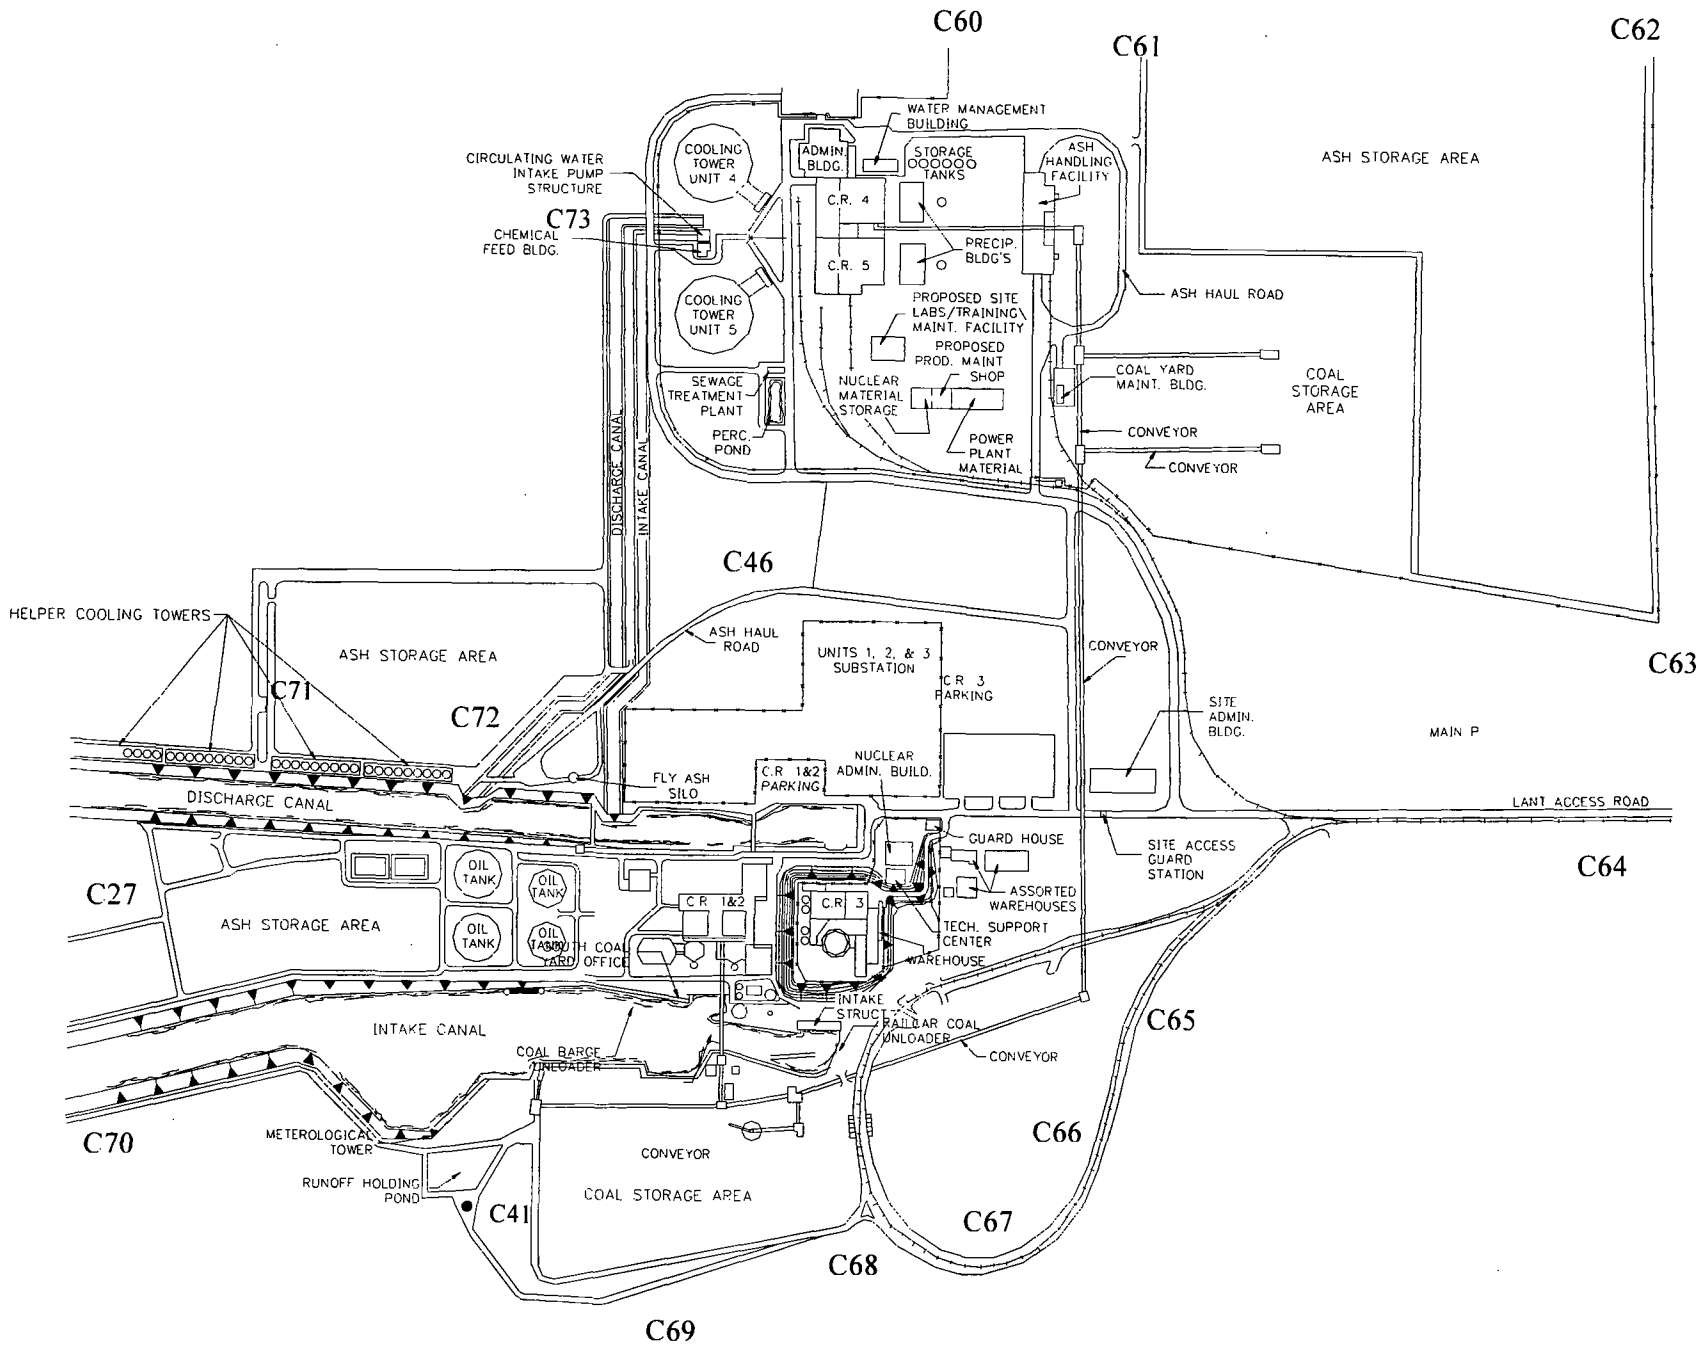 C60
C61
C62
WATER MANAGEMENT
BUILDING
COOLING
TOWER
UNIT 4
ADMIN.
BLDG.
STORAGE
TANKS
ASH
HANDLING
FACILITY
ASH STORAGE AREA
CIRCULATING WATER
INTAKE PUMP
STRUCTURE
C73
CHEMICAL
FEED BLDG.
C.R. 4
C.R. 5
PRECIP.
BLDG'S
COOLING
TOWER
UNIT 5
PROPOSED SITE
LABS/TRAINING\
MAINT. FACILITY
ASH HAUL ROAD
PROPOSED
PROD. MAINT
SHOP
SEWAGE
TREATMENT
PLANT
NUCLEAR
MATERIAL
STORAGE
COAL YARD
MAINT. BLDG.
COAL
STORAGE
AREA
PERC.
POND
POWER
PLANT
MATERIAL
CONVEYOR
CONVEYOR
DISCHARGE CANAL
INTAKE CANAL
C46
HELPER COOLING TOWERS
ASH STORAGE AREA
ASH HAUL
ROAD
UNITS 1, 2, & 3
SUBSTATION
CONVEYOR
C63
C.R 3
PARKING
C71
C72
SITE
ADMIN.
BLDG.
MAIN P
NUCLEAR
ADMIN. BUILD.
C.R 1&2
PARKING
FLY ASH
SILO
DISCHARGE CANAL
LANT ACCESS ROAD
GUARD HOUSE
SITE ACCESS
GUARD
STATION
C64
OIL
TANK
OIL
TANK
C27
ASSORTED
WAREHOUSES
C.R 1&2
C.R. 3
ASH STORAGE AREA
OIL
TANK
OIL
TANK
TECH. SUPPORT
CENTER
SOUTH COAL
YARD OFFICE
WAREHOUSE
INTAKE
STRUCT
RAILCAR COAL
UNLOADER
C65
INTAKE CANAL
COAL BARGE
UNLOADER
CONVEYOR
C70
METEROLOGICAL
TOWER
C66
CONVEYOR
RUNOFF HOLDING
POND
COAL STORAGE AREA
C41
C67
C68
C69